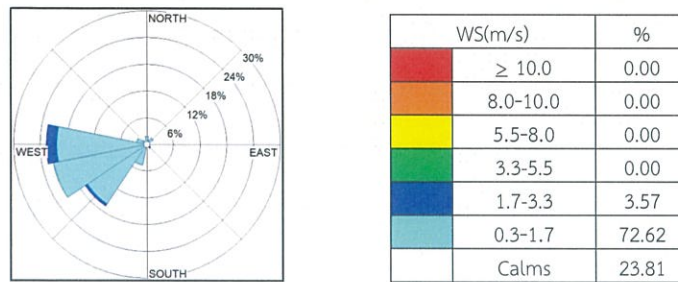 NORTH
30%
24%
18%
12%
6%
WEST
EAST
SOUTH
WS(m/s) %
≥ 10.0 0.00
8.0-10.0 0.00
5.5-8.0 0.00
3.3-5.5 0.00
1.7-3.3 3.57
0.3-1.7 72.62
Calms 23.81